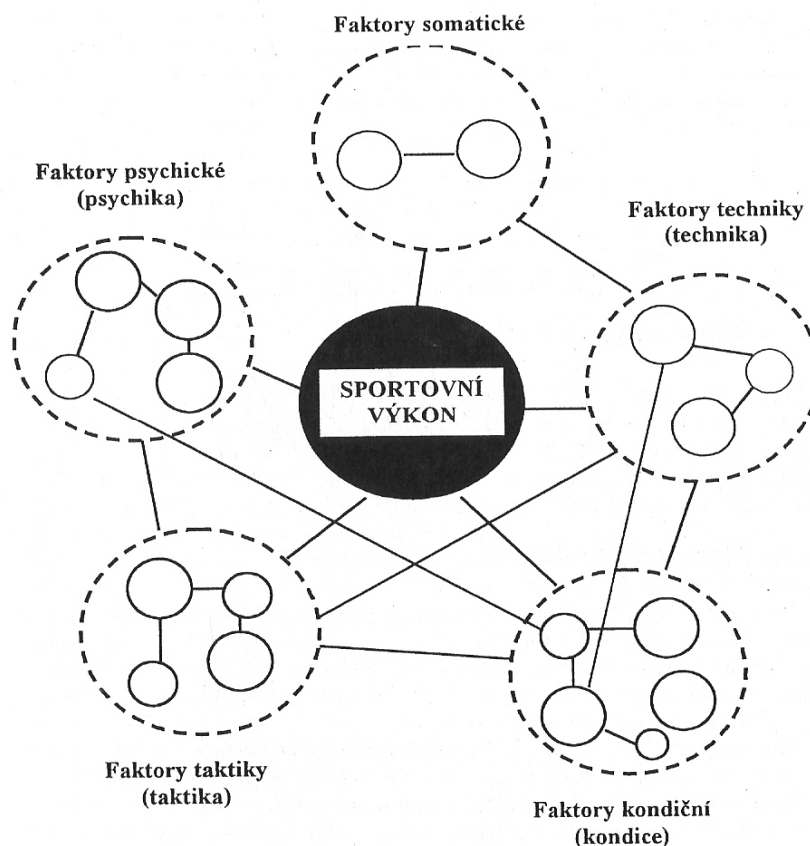 Faktory somatické
Faktory psychické
(psychika)
Faktory techniky
(technika)
SPORTOVNÍ
VÝKON
Faktory taktiky
(taktika)
Faktory kondiční
(kondice)